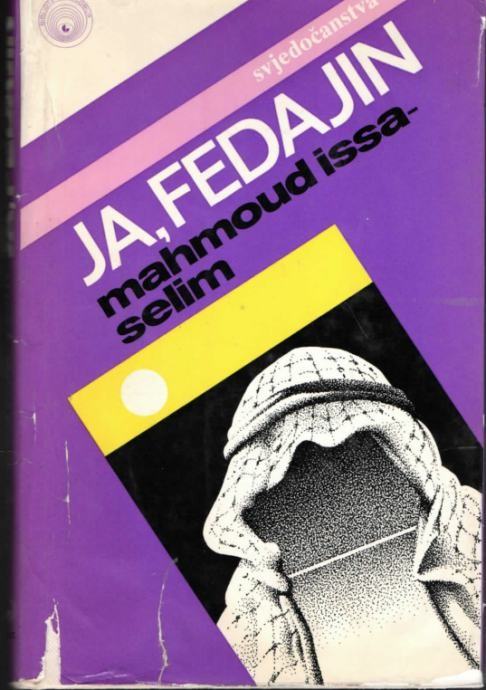 svjedočanstva
JA, FEDAJIN
mahmoud issa-
selim